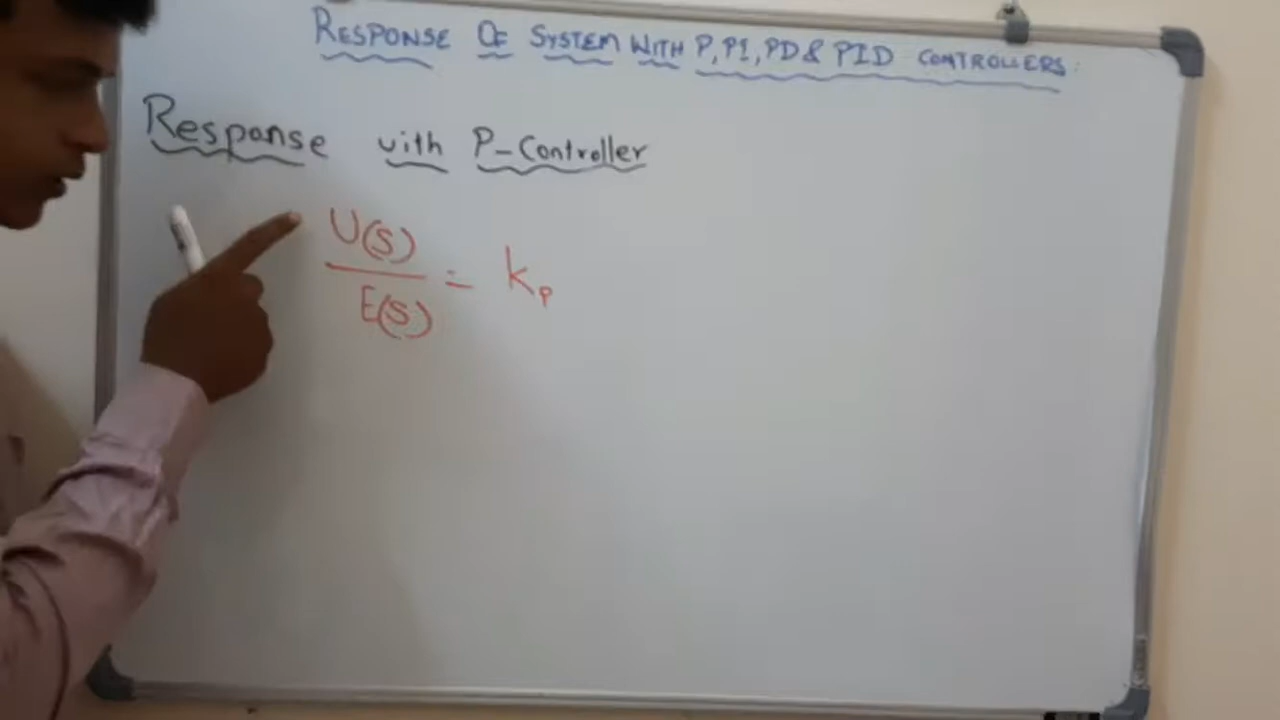 RESPONSE OF SYSTEM WITH P, PI, PD & PID CONTROLLERS:
Response with P-Controller
U(S)
E(S)
= kp